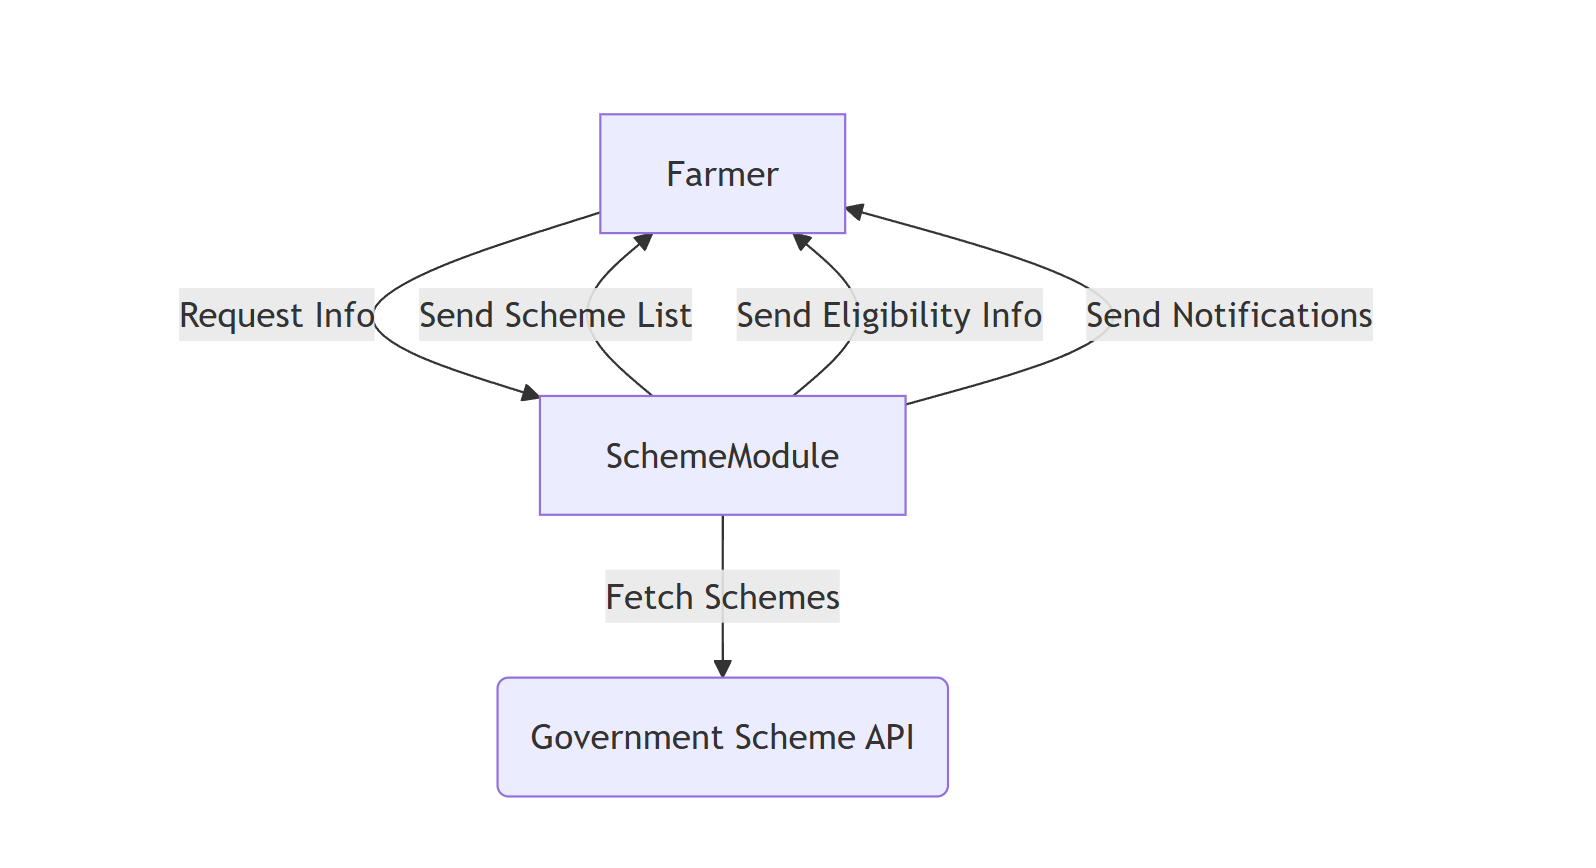 Farmer
Request Info
Send Scheme List
Send Eligibility Info
Send Notifications
SchemeModule
Fetch Schemes
Government Scheme API